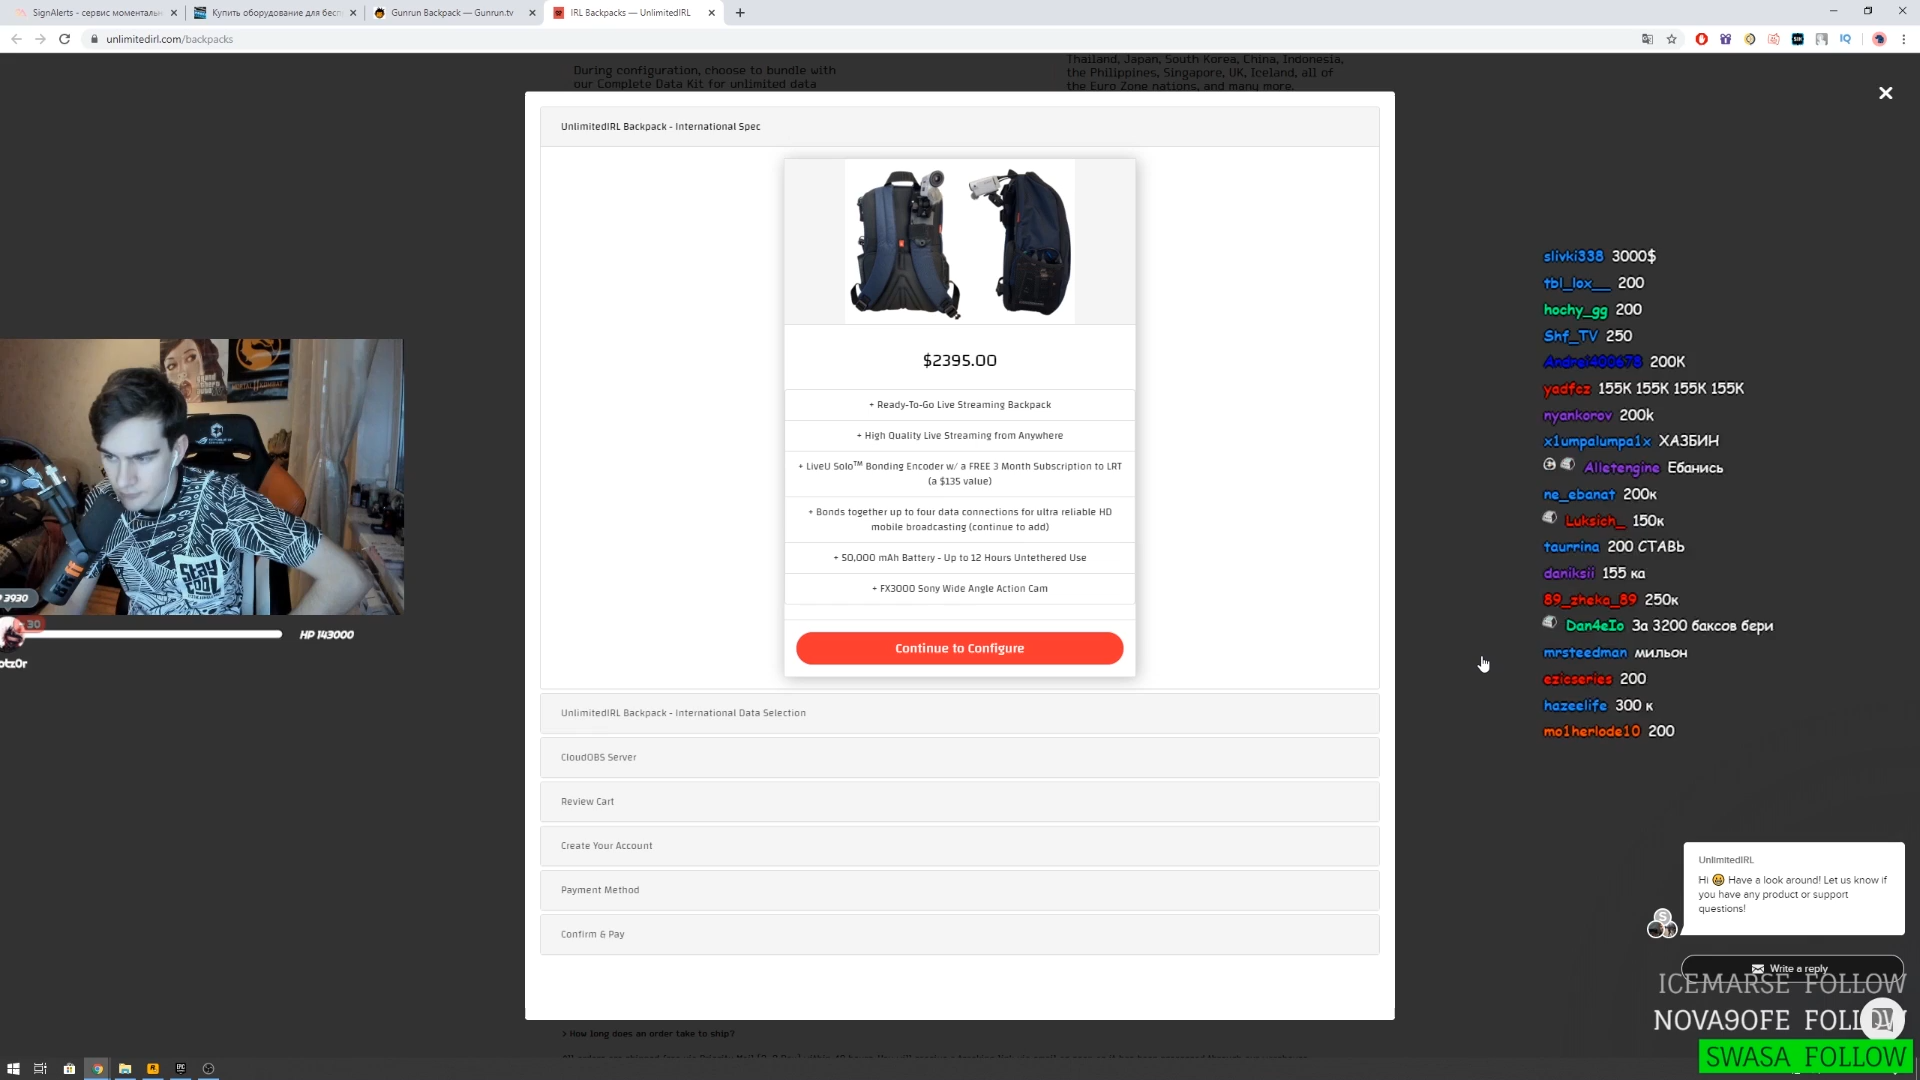 SignAlerts - сервис моментальн
Купить оборудование для бесп
Gunrun Backpack — Gunrun.tv
IRL Backpacks — UnlimitedIRL
unlimitedirl.com/backpacks
During configuration, choose to bundle with
our Complete Data Kit for unlimited data
Thailand, Japan, South Korea, China, Indonesia,
the Philippines, Singapore, UK, Iceland, all of
the Euro Zone nations, and many more.
UnlimitedIRL Backpack - International Spec
$2395.00
+ Ready-To-Go Live Streaming Backpack
+ High Quality Live Streaming from Anywhere
+ LiveU Solo™ Bonding Encoder w/ a FREE 3 Month Subscription to LRT
(a $135 value)
+ Bonds together up to four data connections for ultra reliable HD
mobile broadcasting (continue to add)
+ 50,000 mAh Battery - Up to 12 Hours Untethered Use
+ FX3000 Sony Wide Angle Action Cam
Continue to Configure
UnlimitedIRL Backpack - International Data Selection
CloudOBS Server
Review Cart
Create Your Account
Payment Method
Confirm & Pay
> How long does an order take to ship?
STAY COOL
3930
- 30
HP 143000
slivki338 3000$
tbl_lox__ 200
hochy_gg 200
Shf_TV 250
Andrei400678 200K
yadfcz 155K 155K 155K 155K
nyankorov 200k
x1umpalumpa1x ХАЗБИН
Alletengine Ебанись
ne_ebanat 200к
Luksich_ 150к
taurrina 200 СТАВЬ
daniksii 155 ка
89_zheka_89 250к
Dan4eIo За 3200 баксов бери
mrsteedman мильон
ezicseries 200
hazeelife 300 к
mo1herlode10 200
UnlimitedIRL
Hi 😀 Have a look around! Let us know if
you have any product or support
questions!
Write a reply
ICEMARSE FOLLOW
NOVA9OFE FOLLOW
SWASA FOLLOW